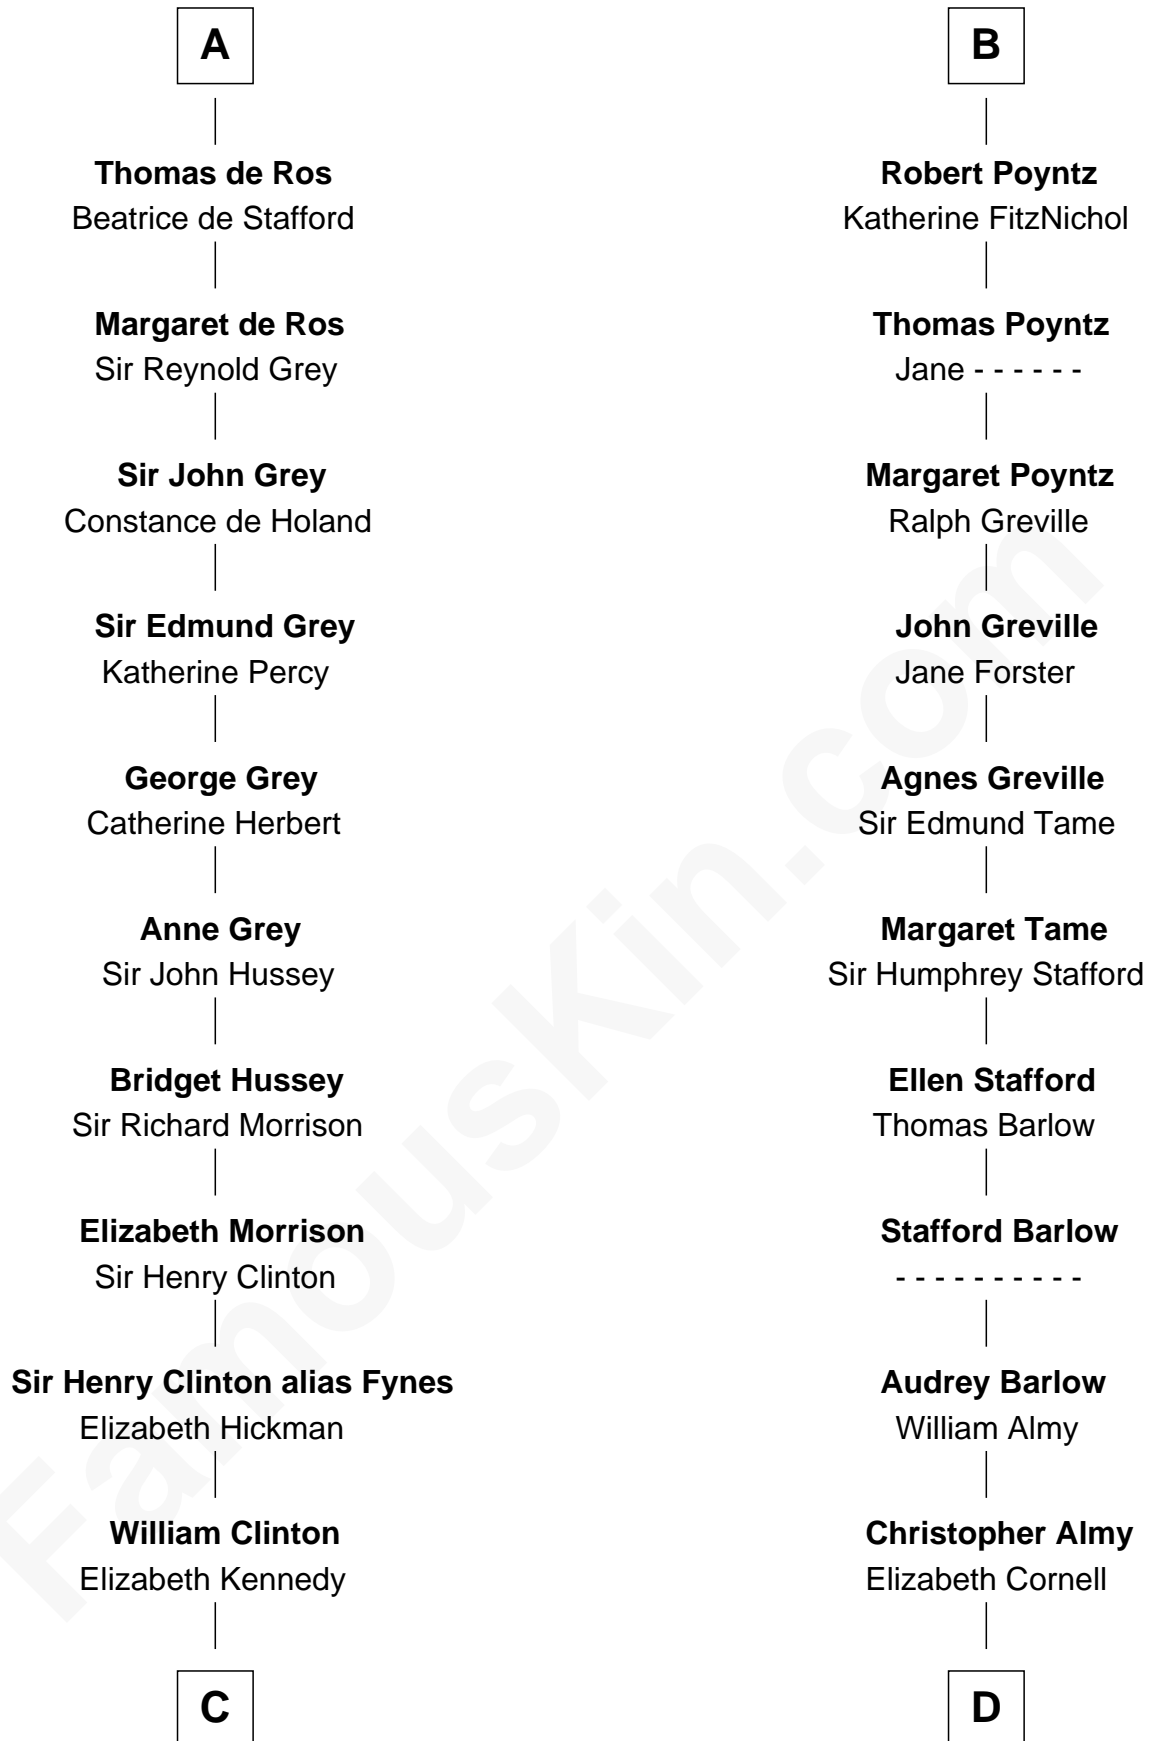 A
Thomas de Ros
Beatrice de Stafford
Margaret de Ros
Sir Reynold Grey
Sir John Grey
Constance de Holand
Sir Edmund Grey
Katherine Percy
George Grey
Catherine Herbert
Anne Grey
Sir John Hussey
Bridget Hussey
Sir Richard Morrison
Elizabeth Morrison
Sir Henry Clinton
Sir Henry Clinton alias Fynes
Elizabeth Hickman
William Clinton
Elizabeth Kennedy
C
B
Robert Poyntz
Katherine FitzNichol
Thomas Poyntz
Jane - - - - - -
Margaret Poyntz
Ralph Greville
John Greville
Jane Forster
Agnes Greville
Sir Edmund Tame
Margaret Tame
Sir Humphrey Stafford
Ellen Stafford
Thomas Barlow
Stafford Barlow
- - - - - - - - - -
Audrey Barlow
William Almy
Christopher Almy
Elizabeth Cornell
D
FamousKin.com